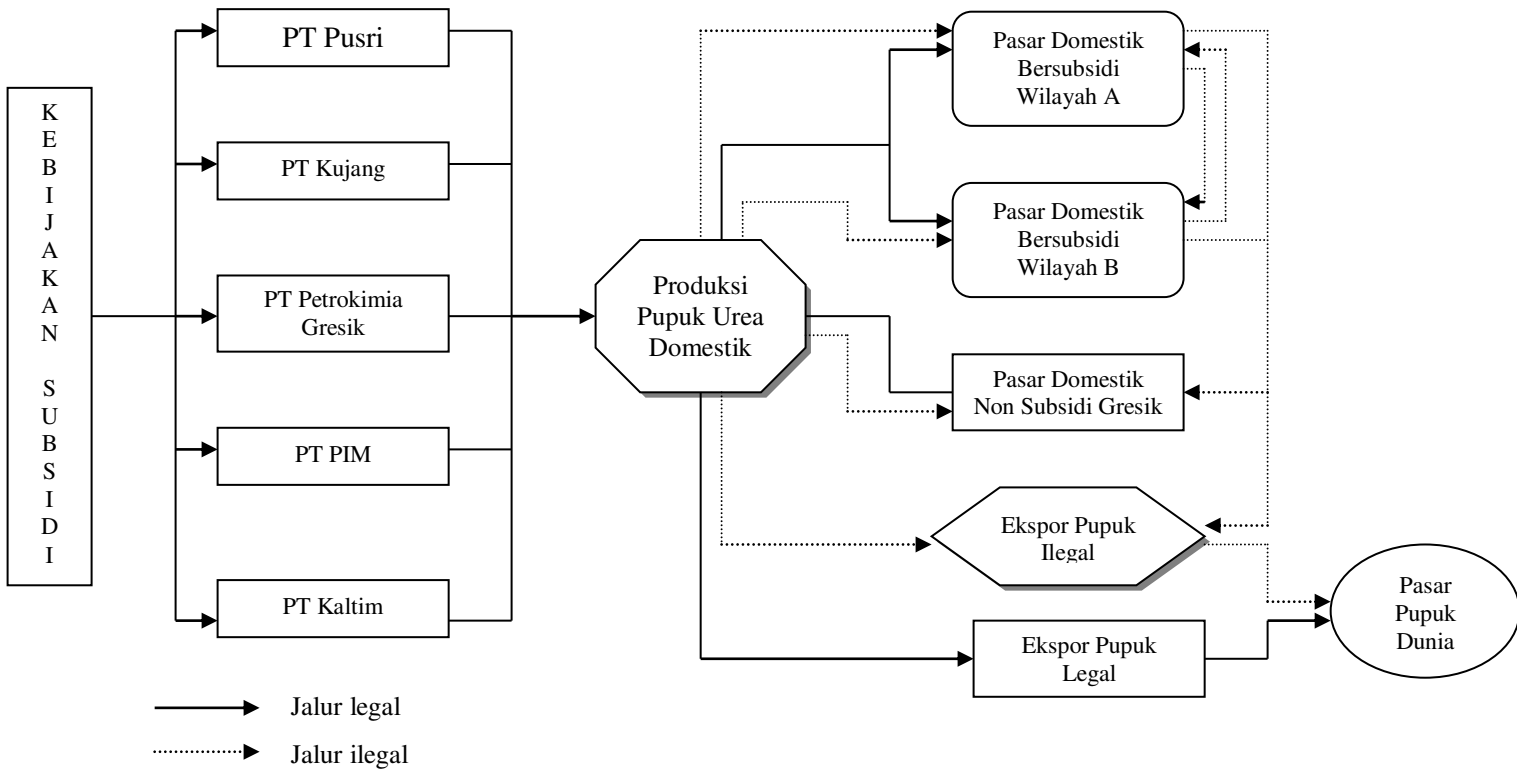 KEBIJAKAN SUBSIDI
PT Pusri
PT Kujang
PT Petrokimia
Gresik
PT PIM
PT Kaltim
Produksi
Pupuk Urea
Domestik
Pasar Domestik
Bersubsidi
Wilayah A
Pasar Domestik
Bersubsidi
Wilayah B
Pasar Domestik
Non Subsidi Gresik
Ekspor Pupuk
Ilegal
Ekspor Pupuk
Legal
Pasar
Pupuk
Dunia
Jalur legal
Jalur ilegal